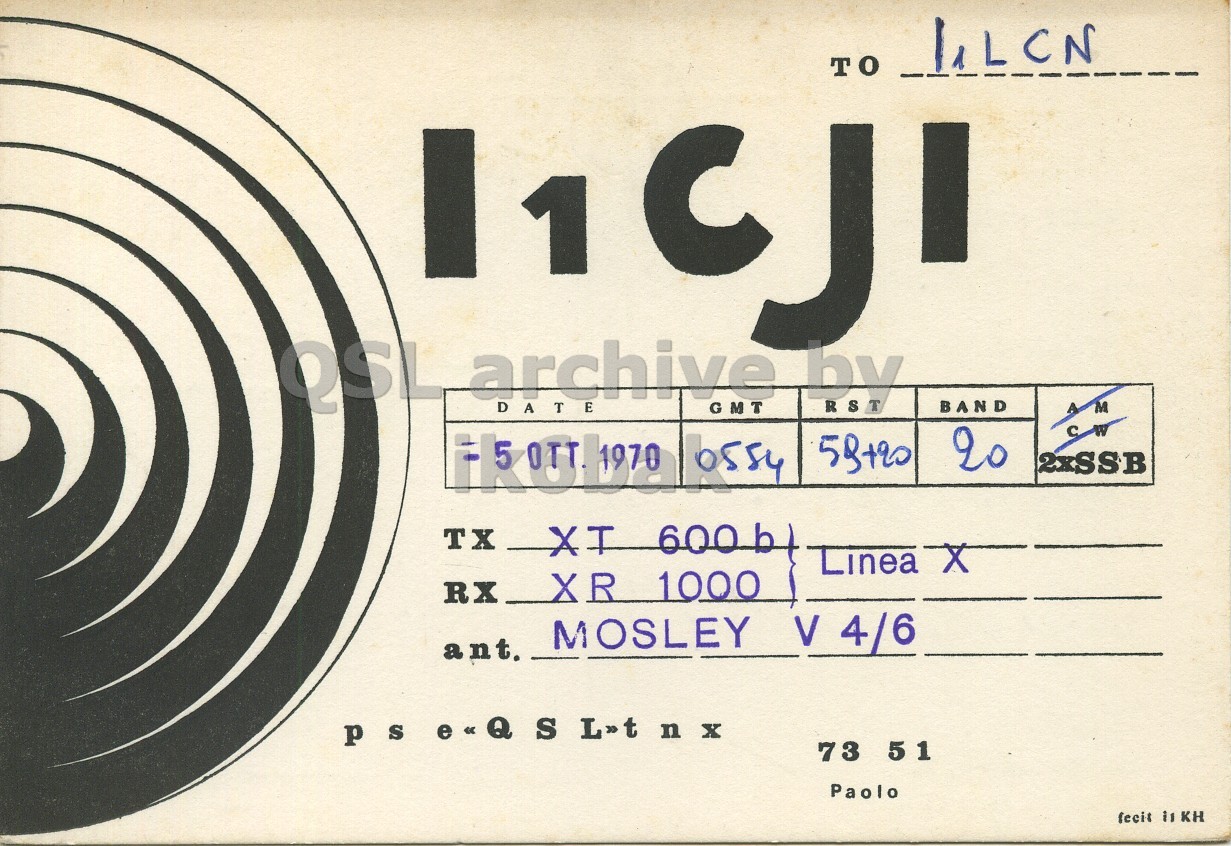 TO I1LCN
I1CJI
QSL archive by
ik6bak
DATE GMT RST BAND AM
CW
- 5 OTT. 1970 0554 59+20 20 2xSSB
TX XT 600 b } Linea X
RX XR 1000
ant. MOSLEY V 4/6
pse «QSL» tnx
73 51
Paolo
fecit i1KH